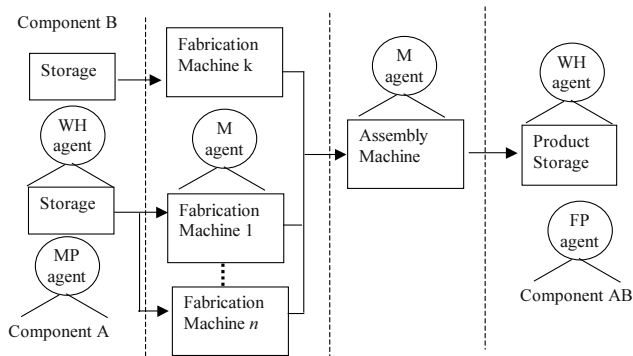 Component B
Storage
WH
agent
Storage
MP
agent
Component A
Fabrication
Machine k
M
agent
Fabrication
Machine 1
Fabrication
Machine n
M
agent
Assembly
Machine
WH
agent
Product
Storage
FP
agent
Component AB